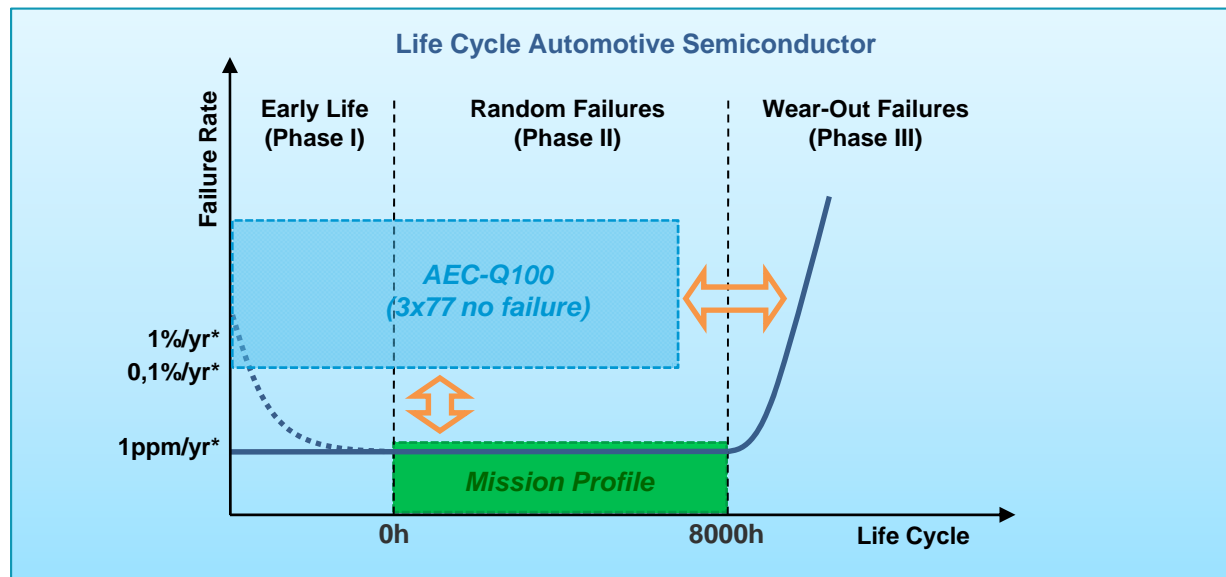 Life Cycle Automotive Semiconductor
Failure Rate
Early Life
(Phase I)
Random Failures
(Phase II)
Wear-Out Failures
(Phase III)
AEC-Q100
(3x77 no failure)
1%/yr*
0,1%/yr*
1ppm/yr*
Mission Profile
0h
8000h
Life Cycle